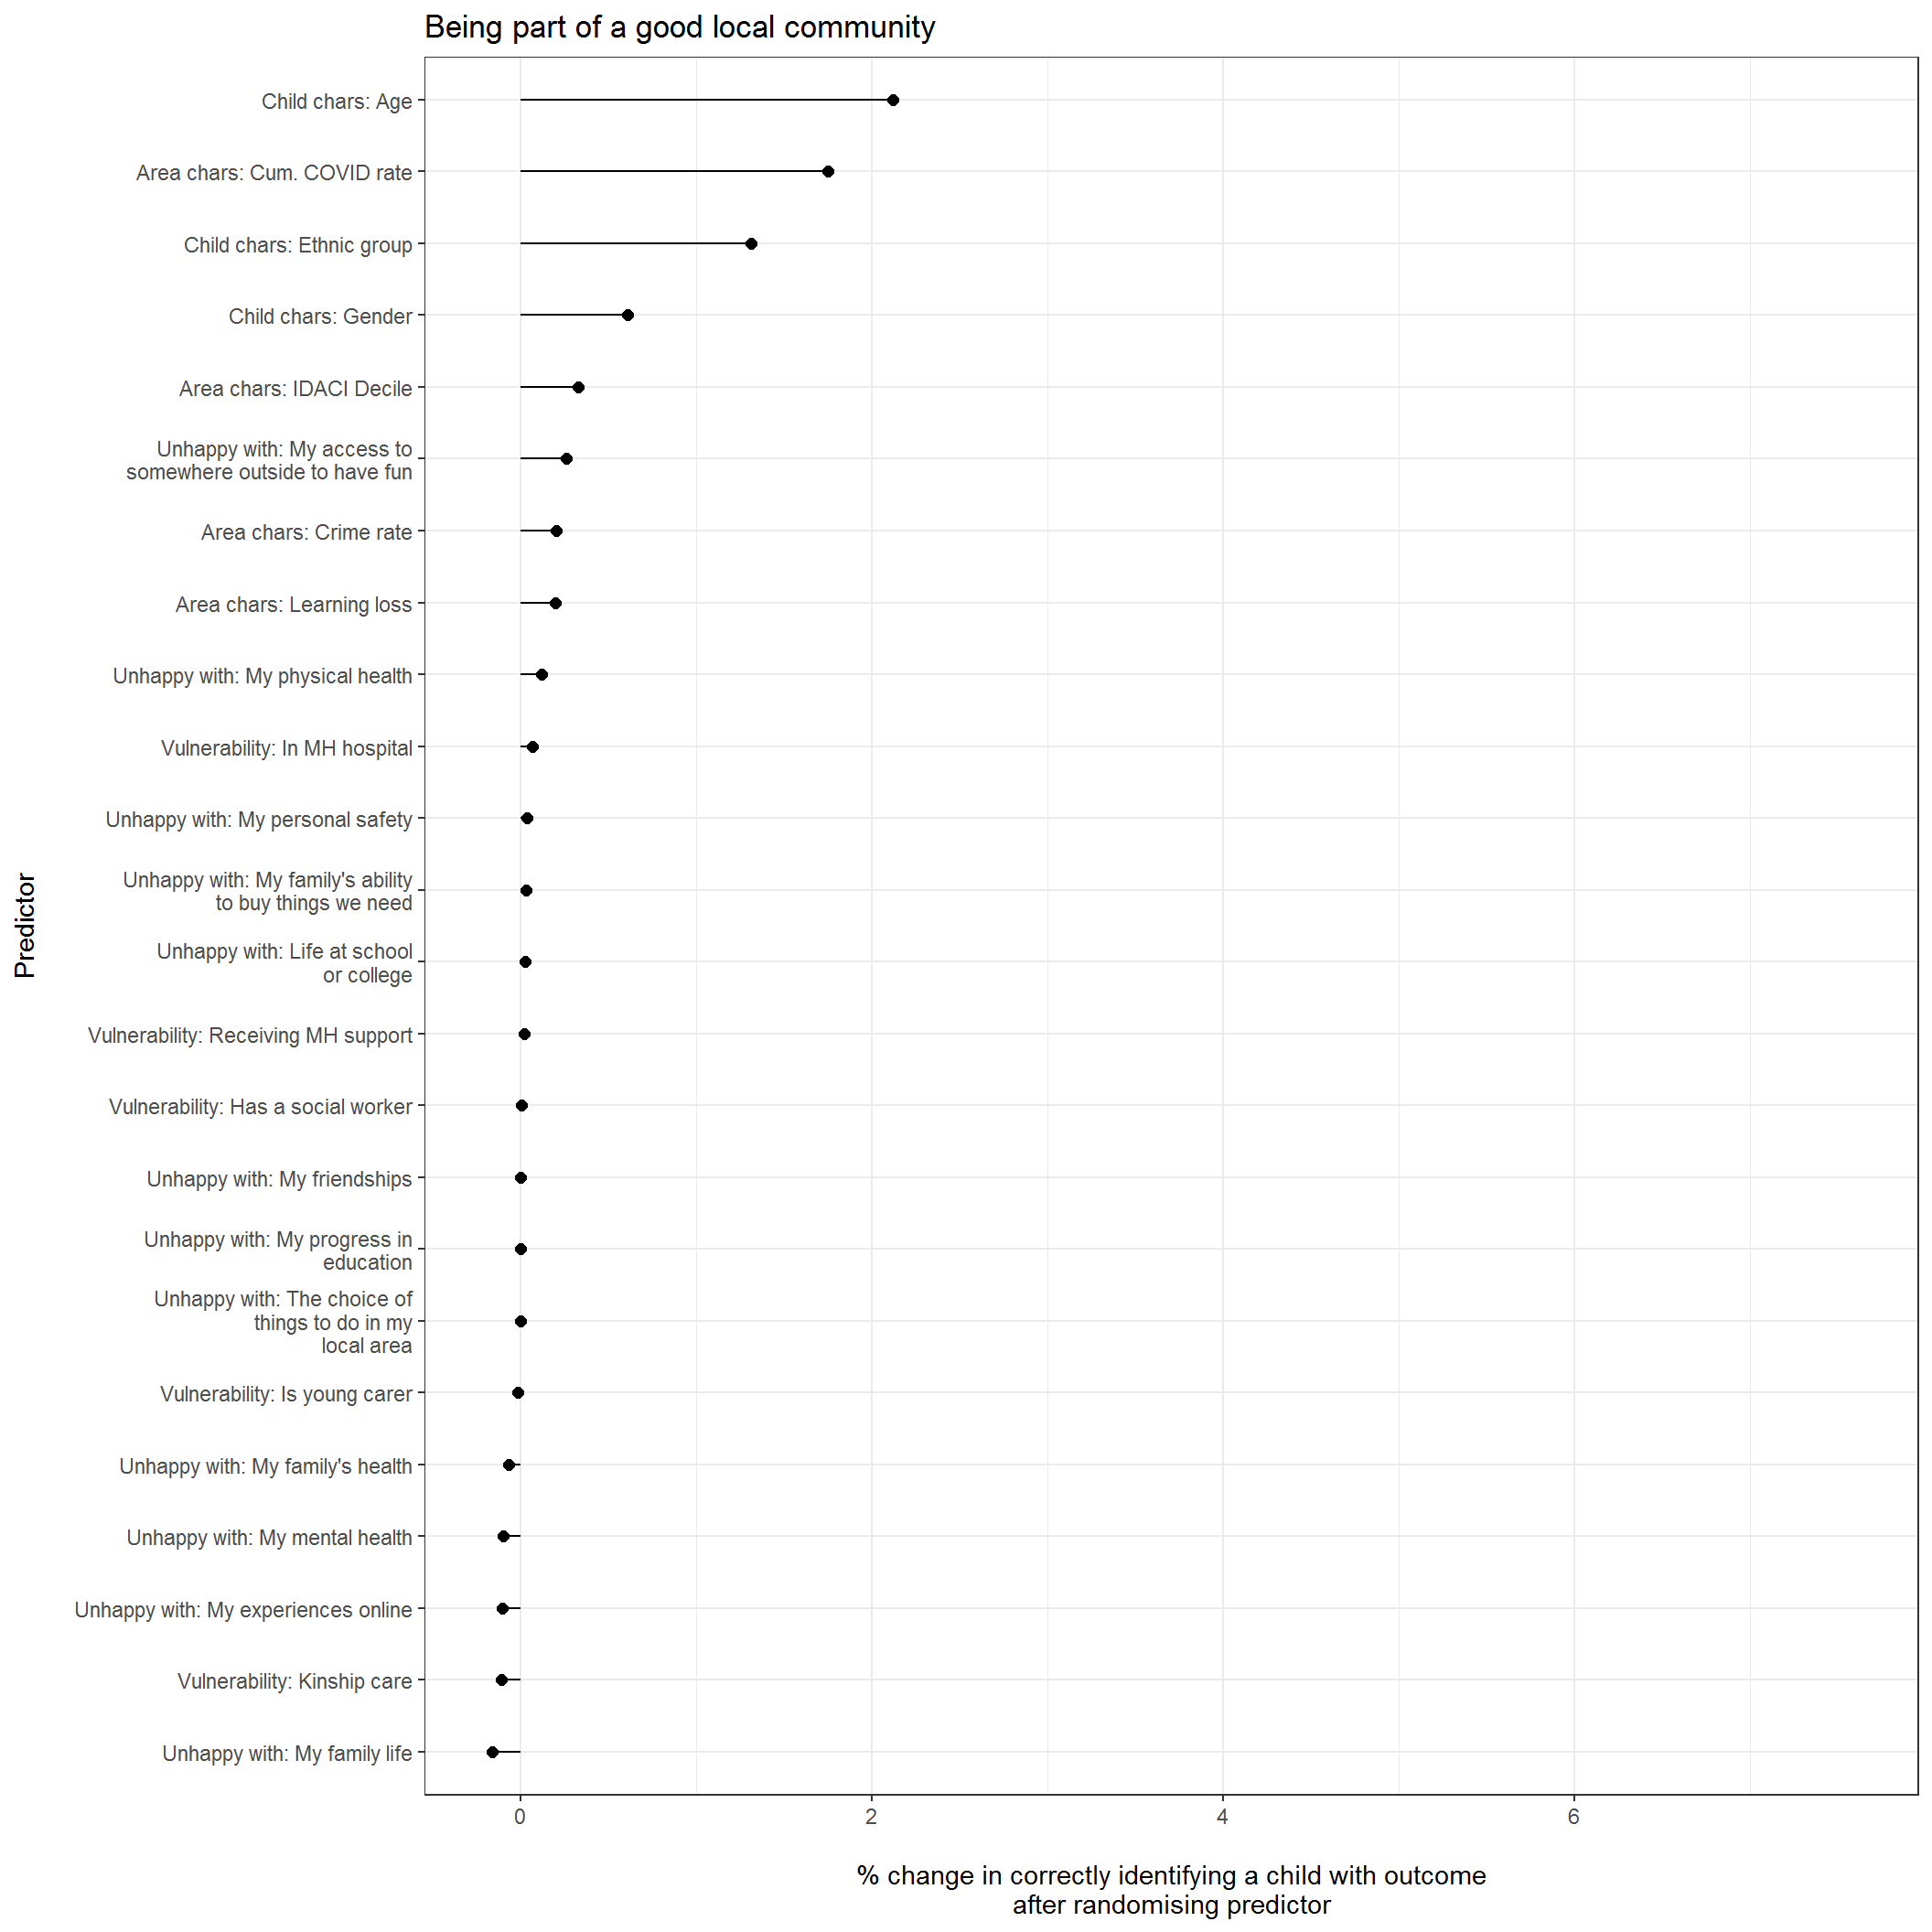 Being part of a good local community
Predictor
Child chars: Age
Area chars: Cum. COVID rate
Child chars: Ethnic group
Child chars: Gender
Area chars: IDACI Decile
Unhappy with: My access to
somewhere outside to have fun
Area chars: Crime rate
Area chars: Learning loss
Unhappy with: My physical health
Vulnerability: In MH hospital
Unhappy with: My personal safety
Unhappy with: My family's ability
to buy things we need
Unhappy with: Life at school
or college
Vulnerability: Receiving MH support
Vulnerability: Has a social worker
Unhappy with: My friendships
Unhappy with: My progress in
education
Unhappy with: The choice of
things to do in my
local area
Vulnerability: Is young carer
Unhappy with: My family's health
Unhappy with: My mental health
Unhappy with: My experiences online
Vulnerability: Kinship care
Unhappy with: My family life
0 2 4 6
% change in correctly identifying a child with outcome
after randomising predictor